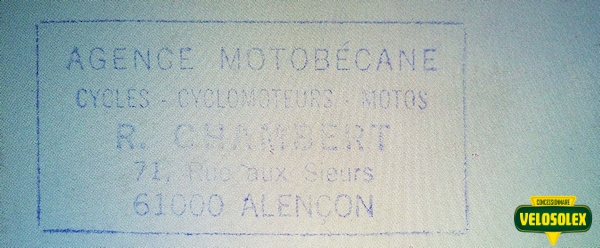 AGENCE MOTOBÉCANE
CYCLES - CYCLOMOTEURS - MOTOS
R. CHAMBERT
71, Rue aux Sieurs
61000 ALENÇON
CONCESSIONNAIRE
VELOSOLEX